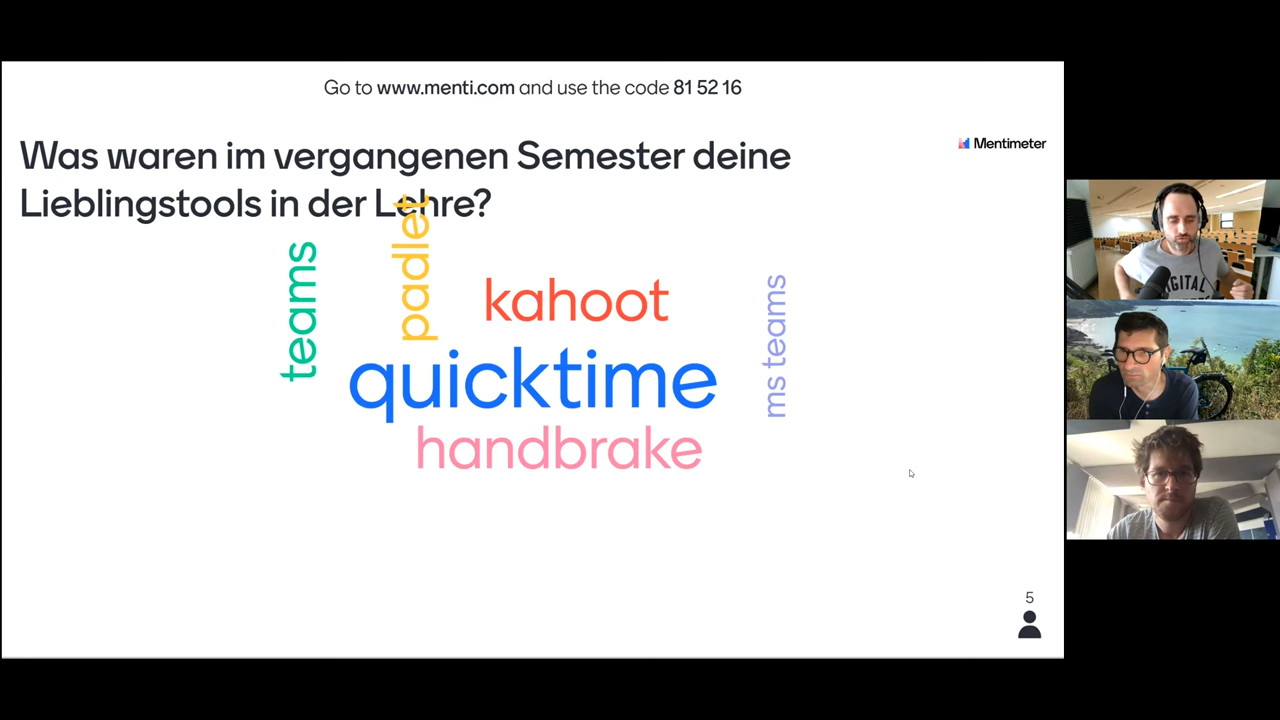 Go to www.menti.com and use the code 81 52 16
Was waren im vergangenen Semester deine
Lieblingstools in der Lehre?
Mentimeter
teams
padlet
kahoot
ms teams
quicktime
handbrake
DIGITAL
5